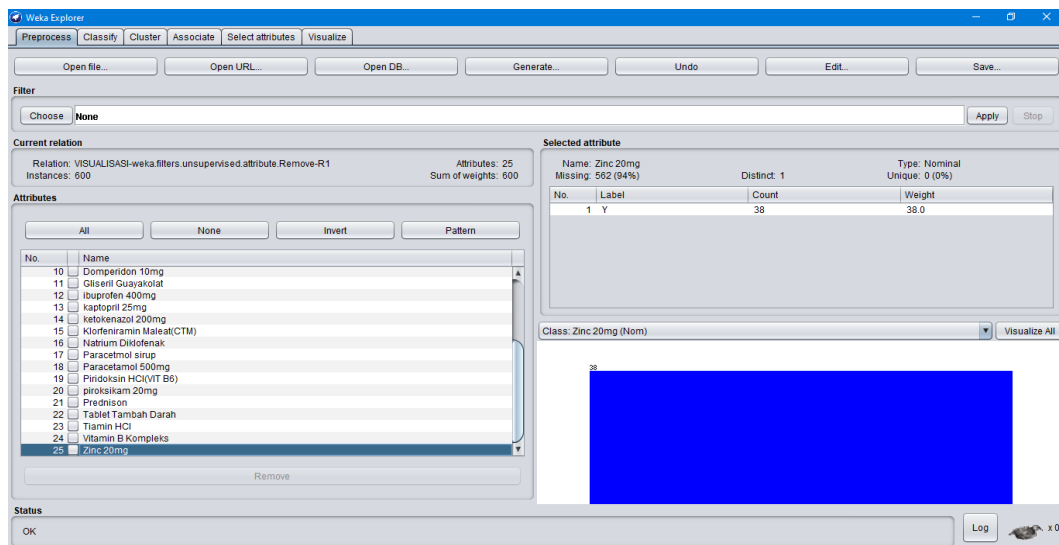 Weka Explorer
Preprocess Classify Cluster Associate Select attributes Visualize
Open file... Open URL... Open DB... Generate... Undo Edit... Save...
Filter
Choose None Apply Stop
Current relation
Relation: VISUALISASI-weka.filters.unsupervised.attribute.Remove-R1 Attributes: 25
Instances: 600 Sum of weights: 600
Attributes
All None Invert Pattern
No. Name
10 Domperidon 10mg
11 Gliseril Guayakolat
12 ibuprofen 400mg
13 kaptopril 25mg
14 ketokenazol 200mg
15 Klorfeniramin Maleat(CTM)
16 Natrium Diklofenak
17 Paracetmol sirup
18 Paracetamol 500mg
19 Piridoksin HCl(VIT B6)
20 piroksikam 20mg
21 Prednison
22 Tablet Tambah Darah
23 Tiamin HCl
24 Vitamin B Kompleks
25 Zinc 20mg
Remove
Selected attribute
Name: Zinc 20mg Type: Nominal
Missing: 562 (94%) Distinct: 1 Unique: 0 (0%)
No. Label Count Weight
1 Y 38 38.0
Class: Zinc 20mg (Nom) Visualize All
38
Status
OK Log x 0